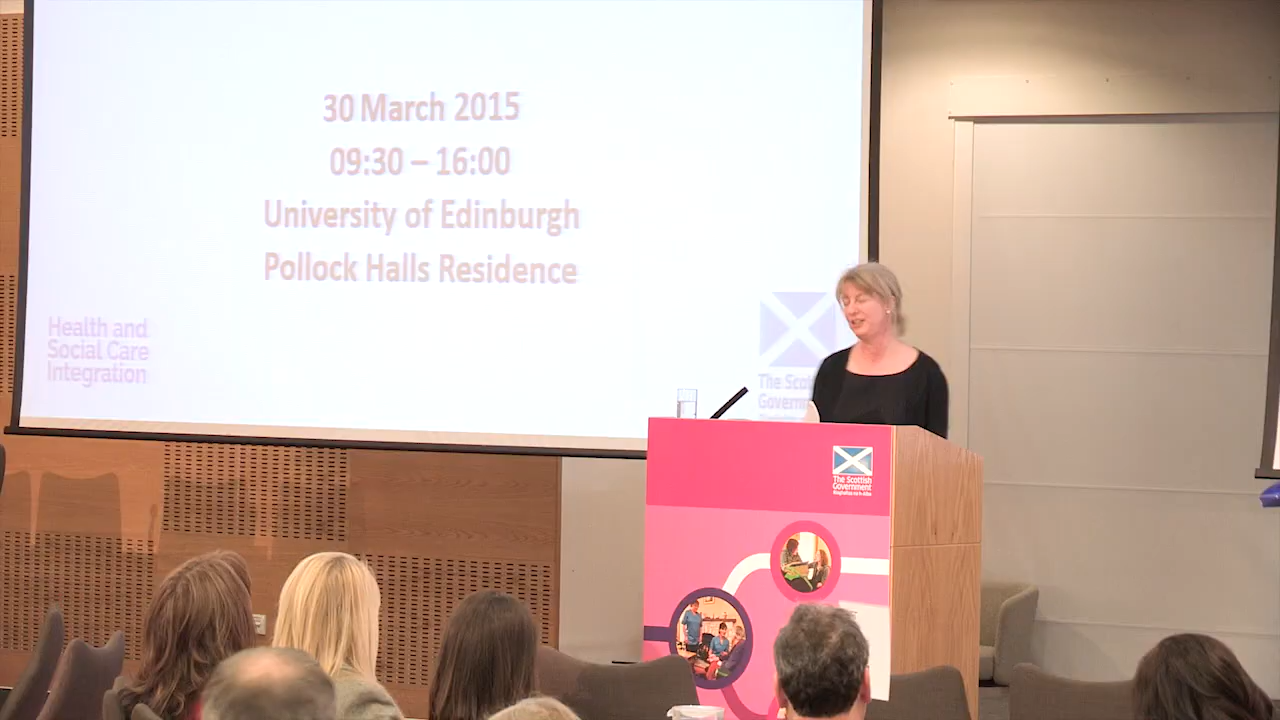 30 March 2015
09:30 – 16:00
University of Edinburgh
Pollock Halls Residence
Health and
Social Care
Integration
The Scottish
Government